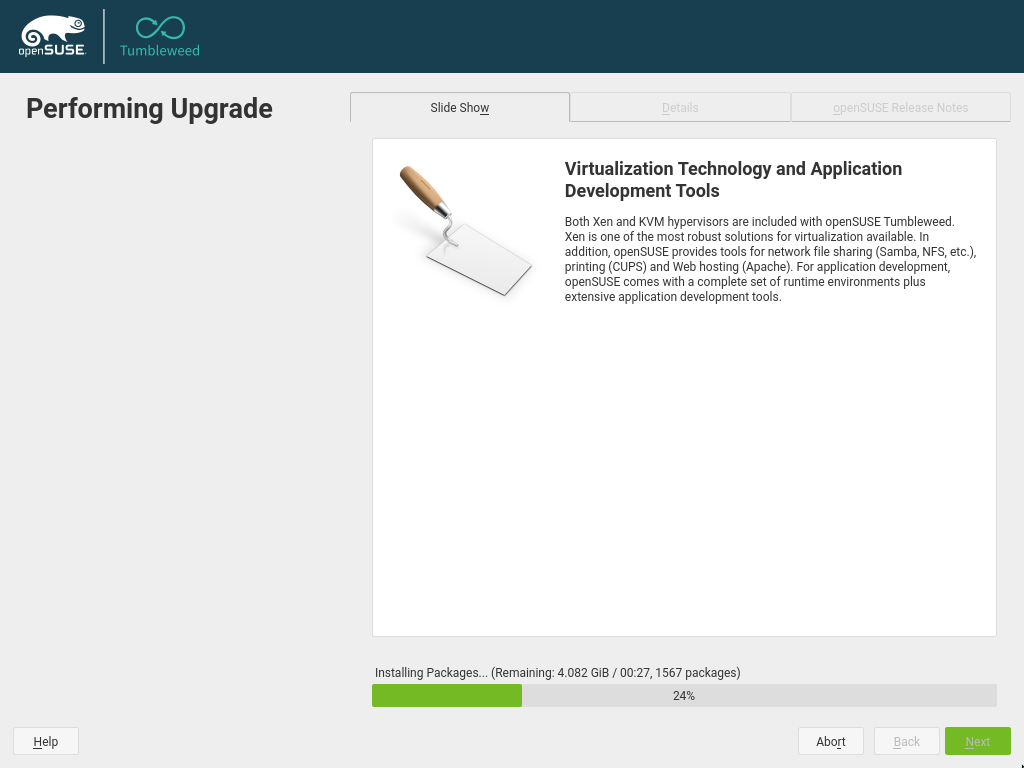 openSUSE
Tumbleweed
Performing Upgrade
Slide Show
Details
openSUSE Release Notes
Virtualization Technology and Application
Development Tools
Both Xen and KVM hypervisors are included with openSUSE Tumbleweed.
Xen is one of the most robust solutions for virtualization available. In
addition, openSUSE provides tools for network file sharing (Samba, NFS, etc.),
printing (CUPS) and Web hosting (Apache). For application development,
openSUSE comes with a complete set of runtime environments plus
extensive application development tools.
Installing Packages... (Remaining: 4.082 GiB / 00:27, 1567 packages)
24%
Help
Abort
Back
Next